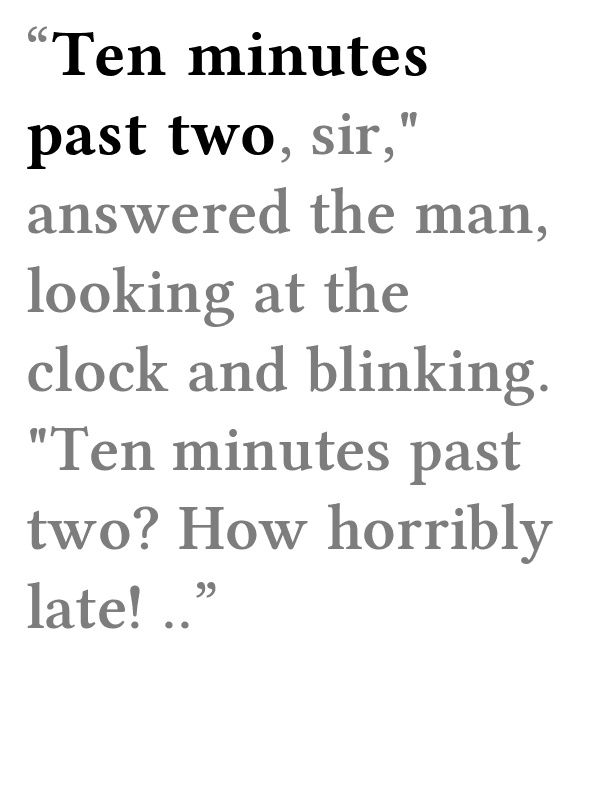 “Ten minutes
past two, sir,"
answered the man,
looking at the
clock and blinking.
"Ten minutes past
two? How horribly
late! ..”